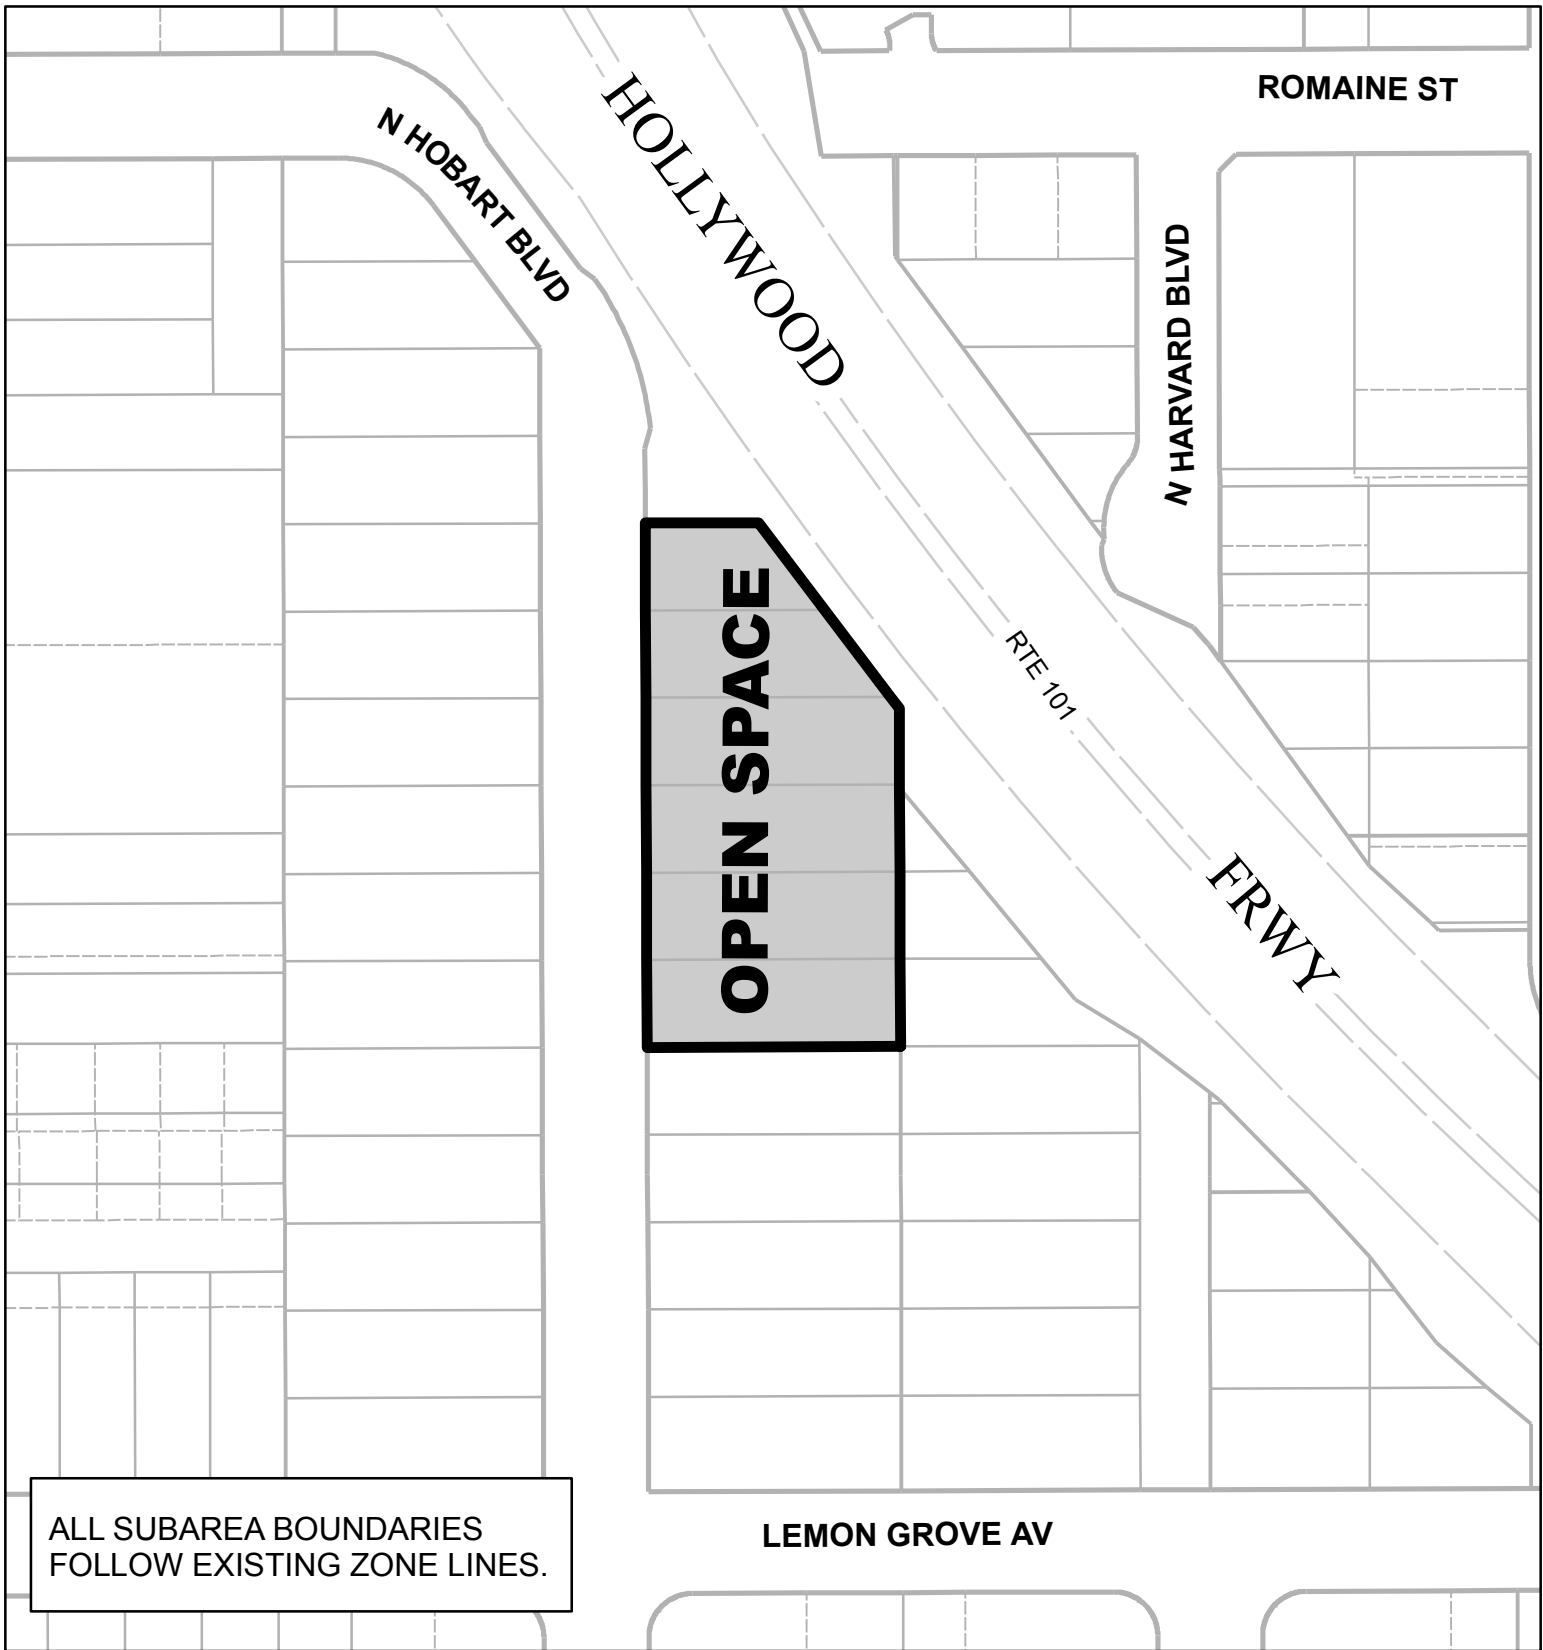 ROMAINE ST
N HOBART BLVD
HOLLYWOOD
N HARVARD BLVD
OPEN SPACE
RTE 101
FRWY
ALL SUBAREA BOUNDARIES
FOLLOW EXISTING ZONE LINES.
LEMON GROVE AV